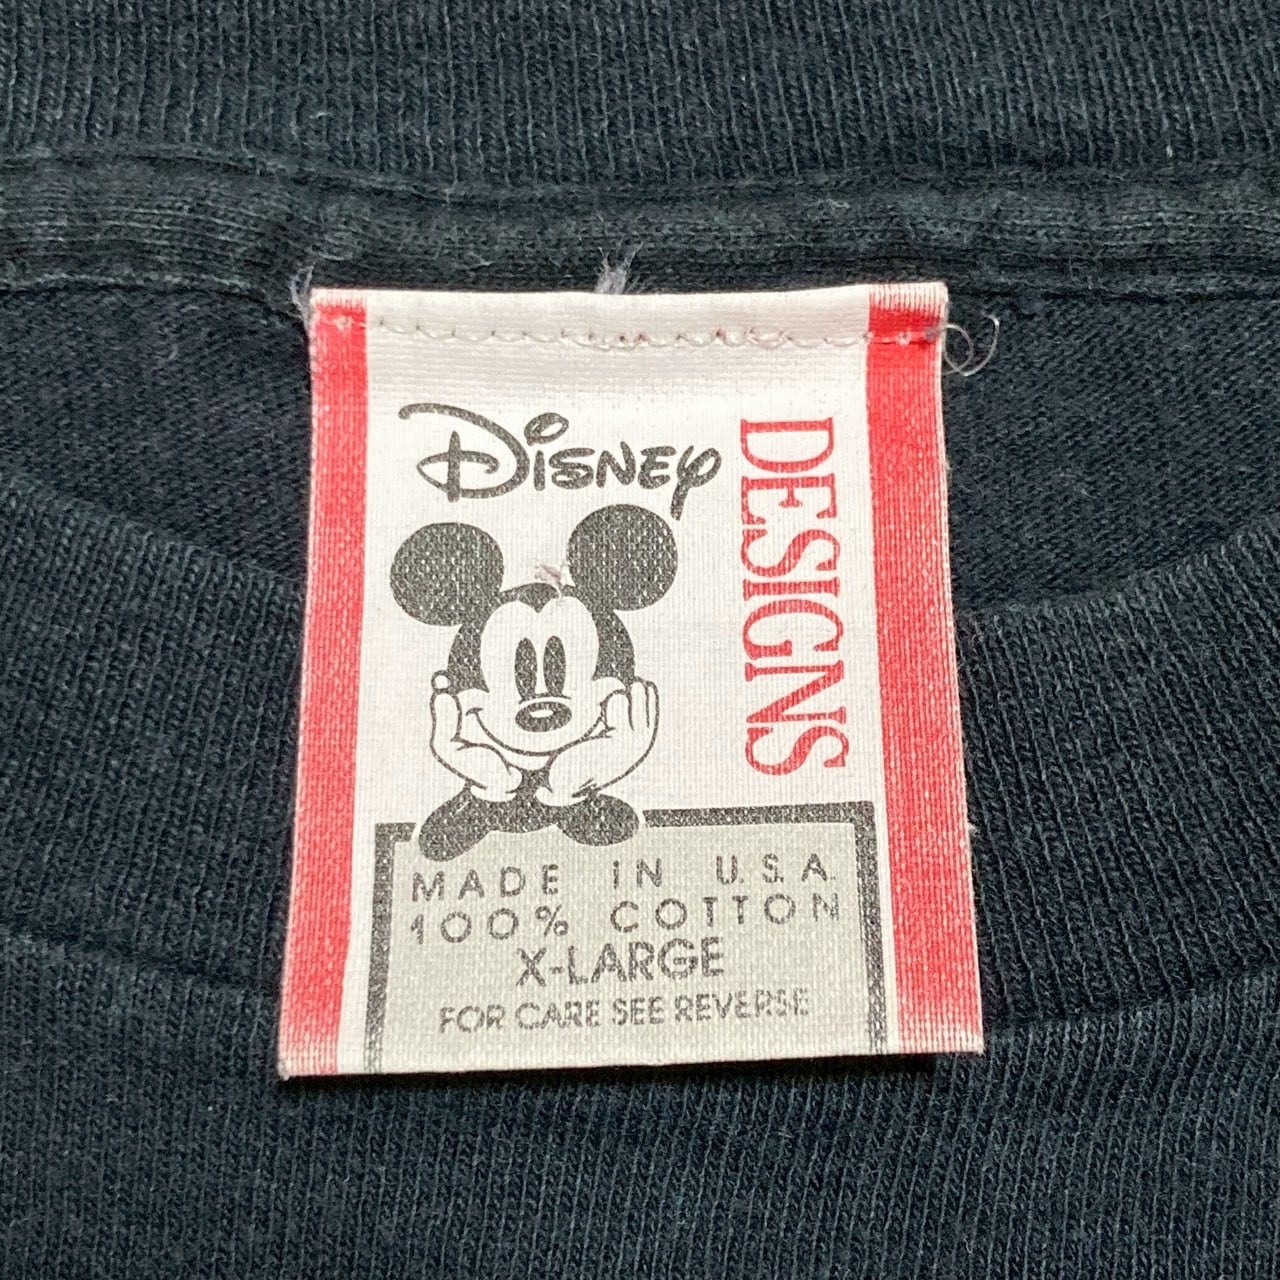 Disney
DESIGNS
MADE IN U.S.A.
100% COTTON
X-LARGE
FOR CARE SEE REVERSE